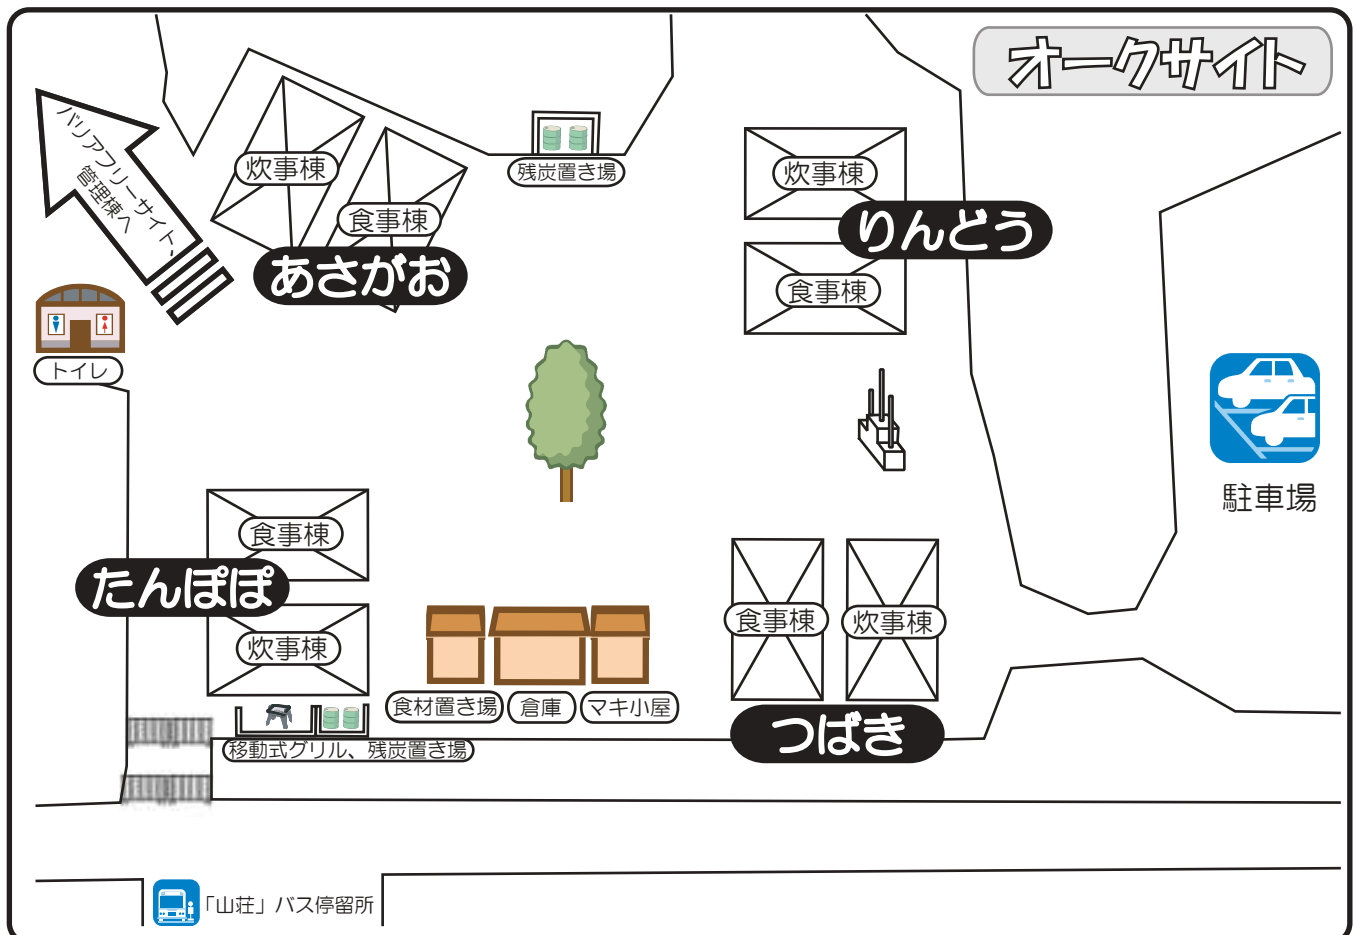 オークサイト
バリアフリーサイト、
管理棟へ
炊事棟
食事棟
あさがお
残炭置き場
炊事棟
りんどう
食事棟
トイレ
駐車場
食事棟
たんぽぽ
炊事棟
食材置き場
倉庫
マキ小屋
移動式グリル、残炭置き場
食事棟
炊事棟
つばき
「山荘」バス停留所